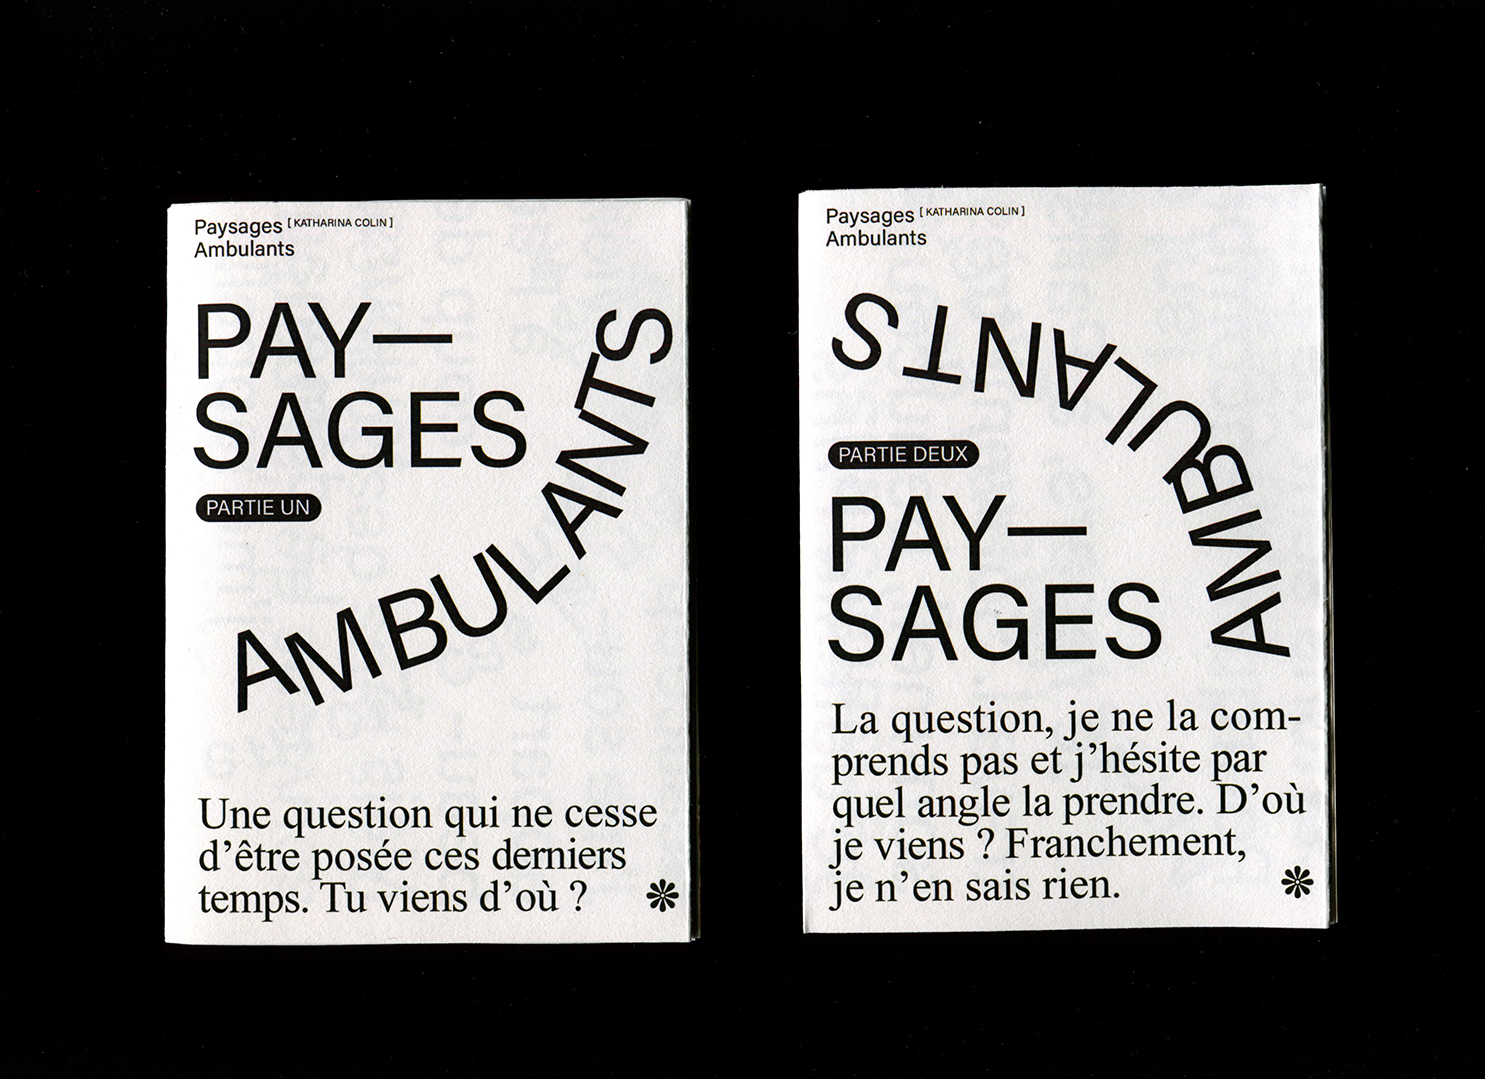 Paysages [ KATHARINA COLIN ]
Ambulants
PAY—
SAGES
PARTIE UN
AMBULANTS
Une question qui ne cesse
d’être posée ces derniers
temps. Tu viens d’où ?
Paysages [ KATHARINA COLIN ]
Ambulants
AMBULANTS
PARTIE DEUX
PAY—
SAGES
La question, je ne la com-
prends pas et j’hésite par
quel angle la prendre. D’où
je viens ? Franchement,
je n’en sais rien.